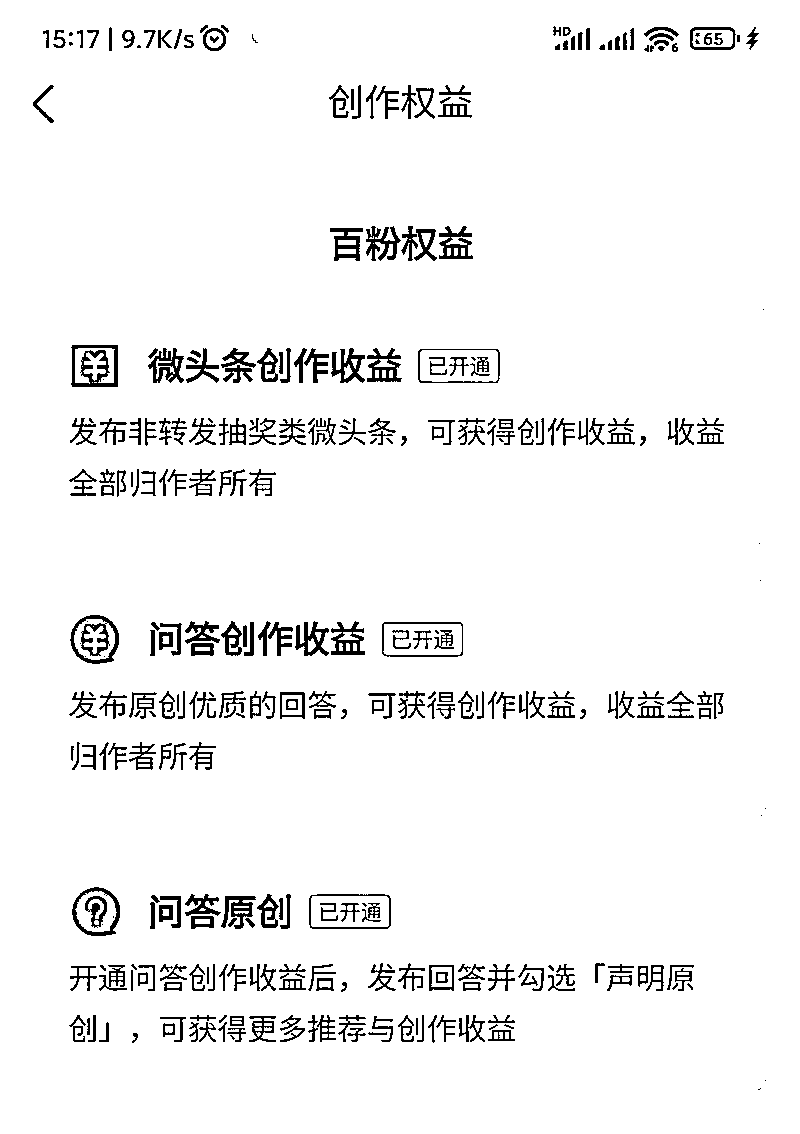 15:17 | 9.7K/s
HD 6 65
创作权益
百粉权益
微头条创作收益 已开通
发布非转发抽奖类微头条，可获得创作收益，收益
全部归作者所有
问答创作收益 已开通
发布原创优质的回答，可获得创作收益，收益全部
归作者所有
问答原创 已开通
开通问答创作收益后，发布回答并勾选「声明原
创」，可获得更多推荐与创作收益